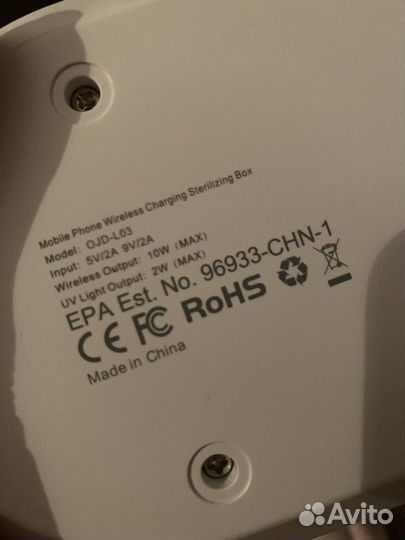 Mobile Phone Wireless Charging Sterilizing Box
Model: OJD-L03
Input: 5V/2A 9V/2A
Wireless Output: 10W (MAX)
UV Light Output: 2W (MAX)
EPA Est. No. 96933-CHN-1
CE FC RoHS
Made in China
Avito